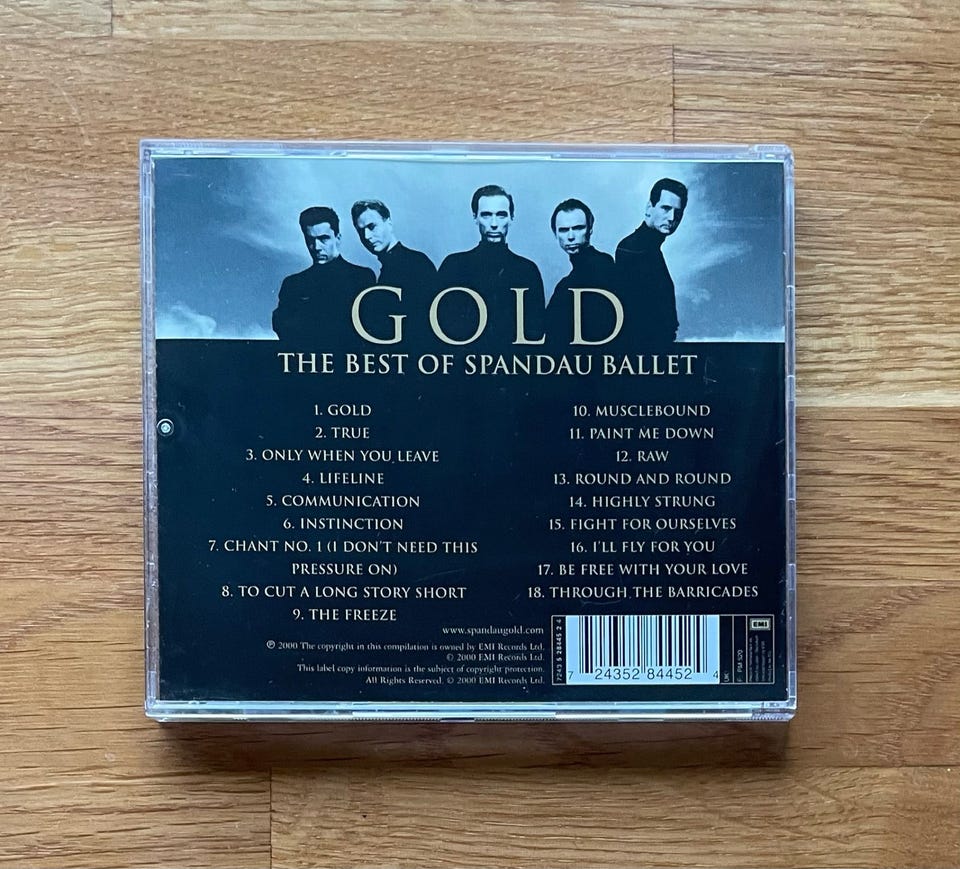 GOLD
THE BEST OF SPANDAU BALLET
1. GOLD
2. TRUE
3. ONLY WHEN YOU LEAVE
4. LIFELINE
5. COMMUNICATION
6. INSTINCTION
7. CHANT NO. 1 (I DON'T NEED THIS
PRESSURE ON)
8. TO CUT A LONG STORY SHORT
9. THE FREEZE
10. MUSCLEBOUND
11. PAINT ME DOWN
12. RAW
13. ROUND AND ROUND
14. HIGHLY STRUNG
15. FIGHT FOR OURSELVES
16. I'LL FLY FOR YOU
17. BE FREE WITH YOUR LOVE
18. THROUGH THE BARRICADES
www.spandaugold.com
℗ 2000 The copyright in this compilation is owned by EMI Records Ltd.
© 2000 EMI Records Ltd.
This label copy information is the subject of copyright protection.
All Rights Reserved. © 2000 EMI Records Ltd.
7243 5 28445 2 4
7 24352 84452 4
UK
EMI